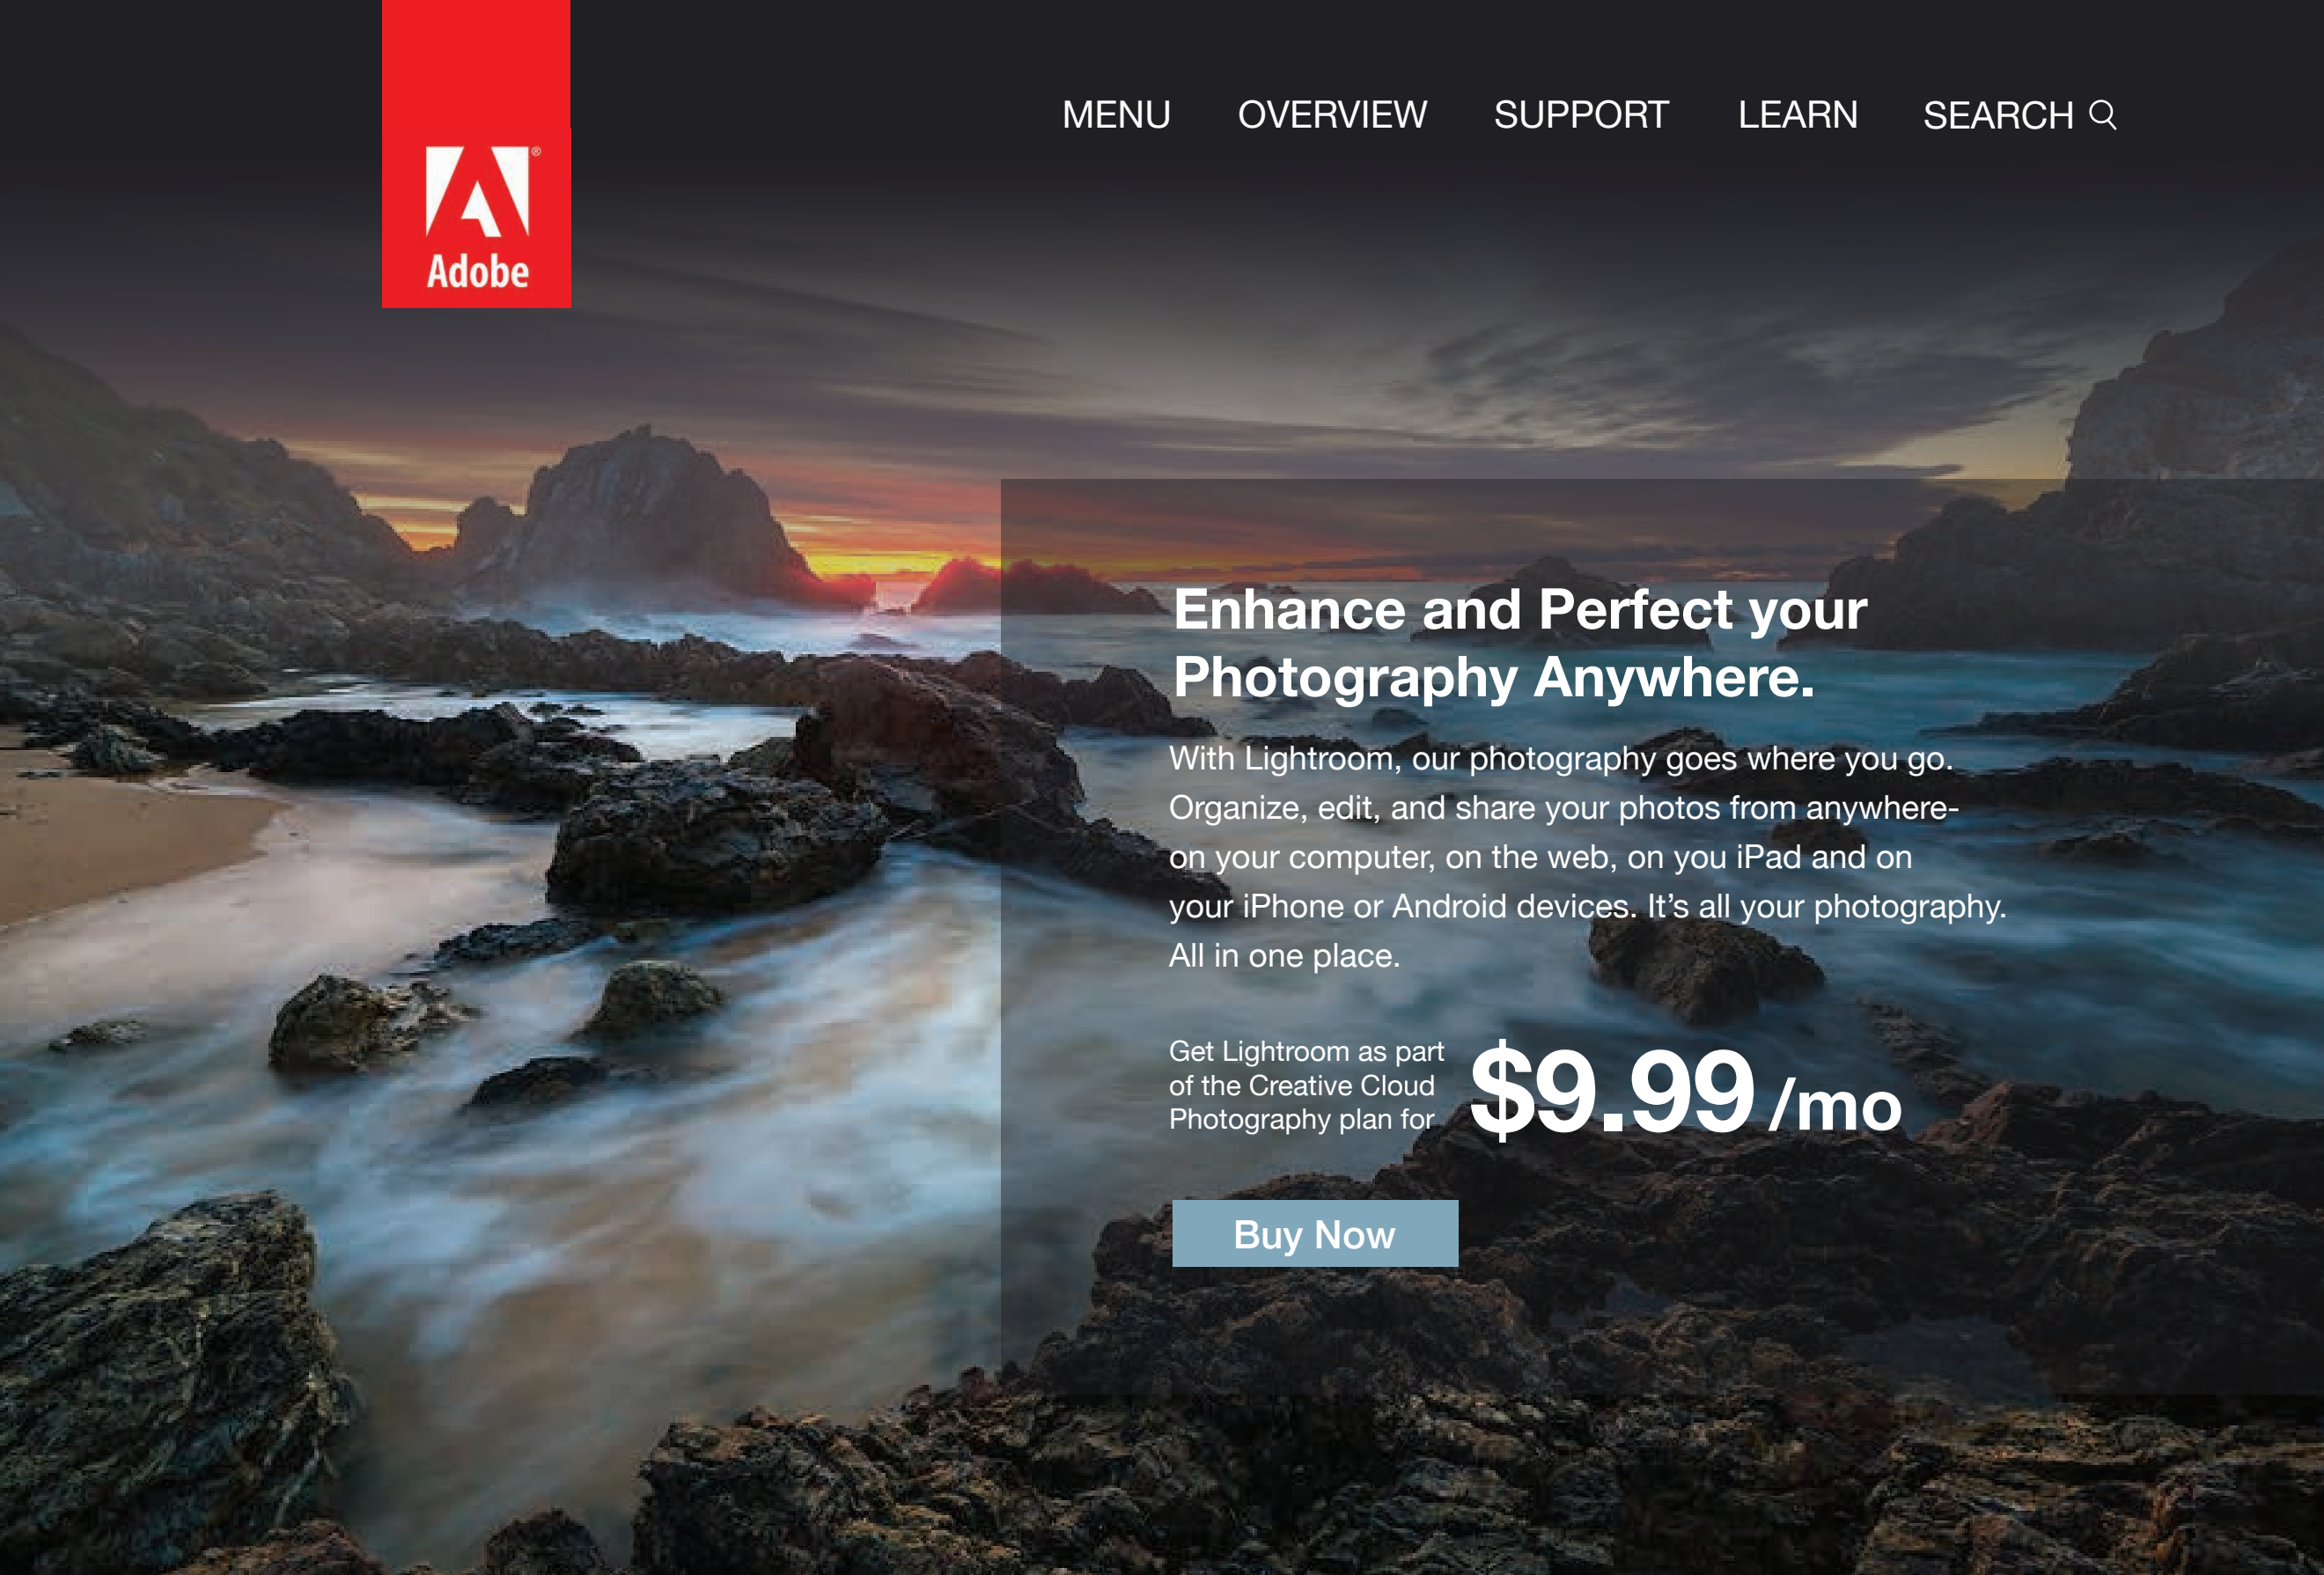 MENU OVERVIEW SUPPORT LEARN SEARCH
®
Adobe
Enhance and Perfect your
Photography Anywhere.
With Lightroom, our photography goes where you go.
Organize, edit, and share your photos from anywhere-
on your computer, on the web, on you iPad and on
your iPhone or Android devices. It’s all your photography.
All in one place.
Get Lightroom as part
of the Creative Cloud
Photography plan for
$9.99 /mo
Buy Now